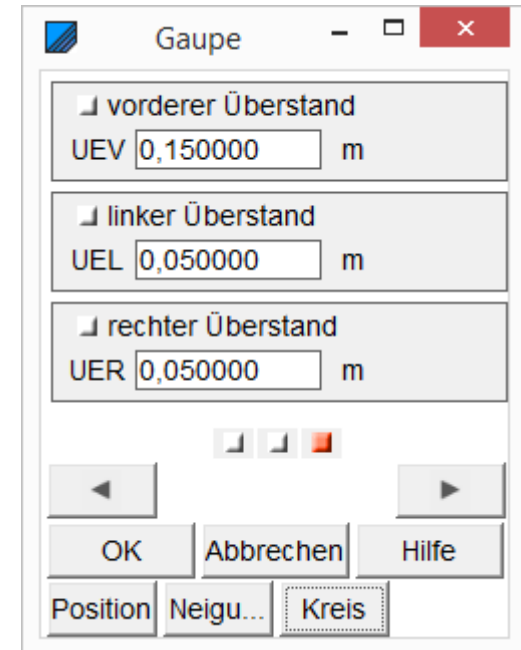 Gaupe
vorderer Überstand
UEV 0,150000 m
linker Überstand
UEL 0,050000 m
rechter Überstand
UER 0,050000 m
OK Abbrechen Hilfe
Position Neigu... Kreis